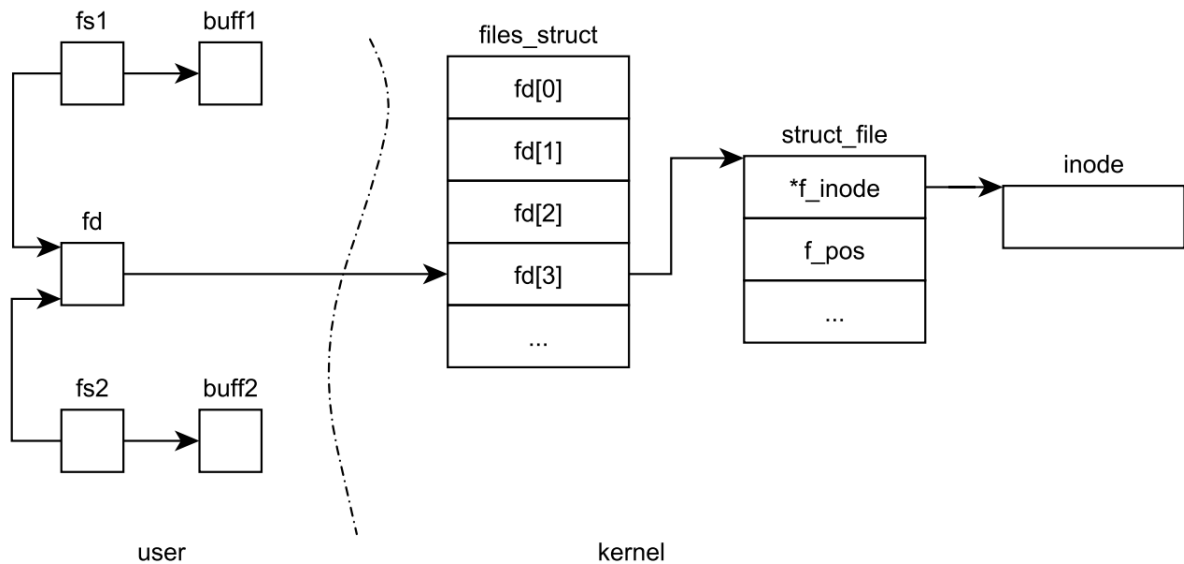 fs1
buff1
files_struct
fd[0]
fd[1]
fd[2]
fd[3]
...
struct_file
*f_inode
f_pos
...
inode
fd
fs2
buff2
user
kernel